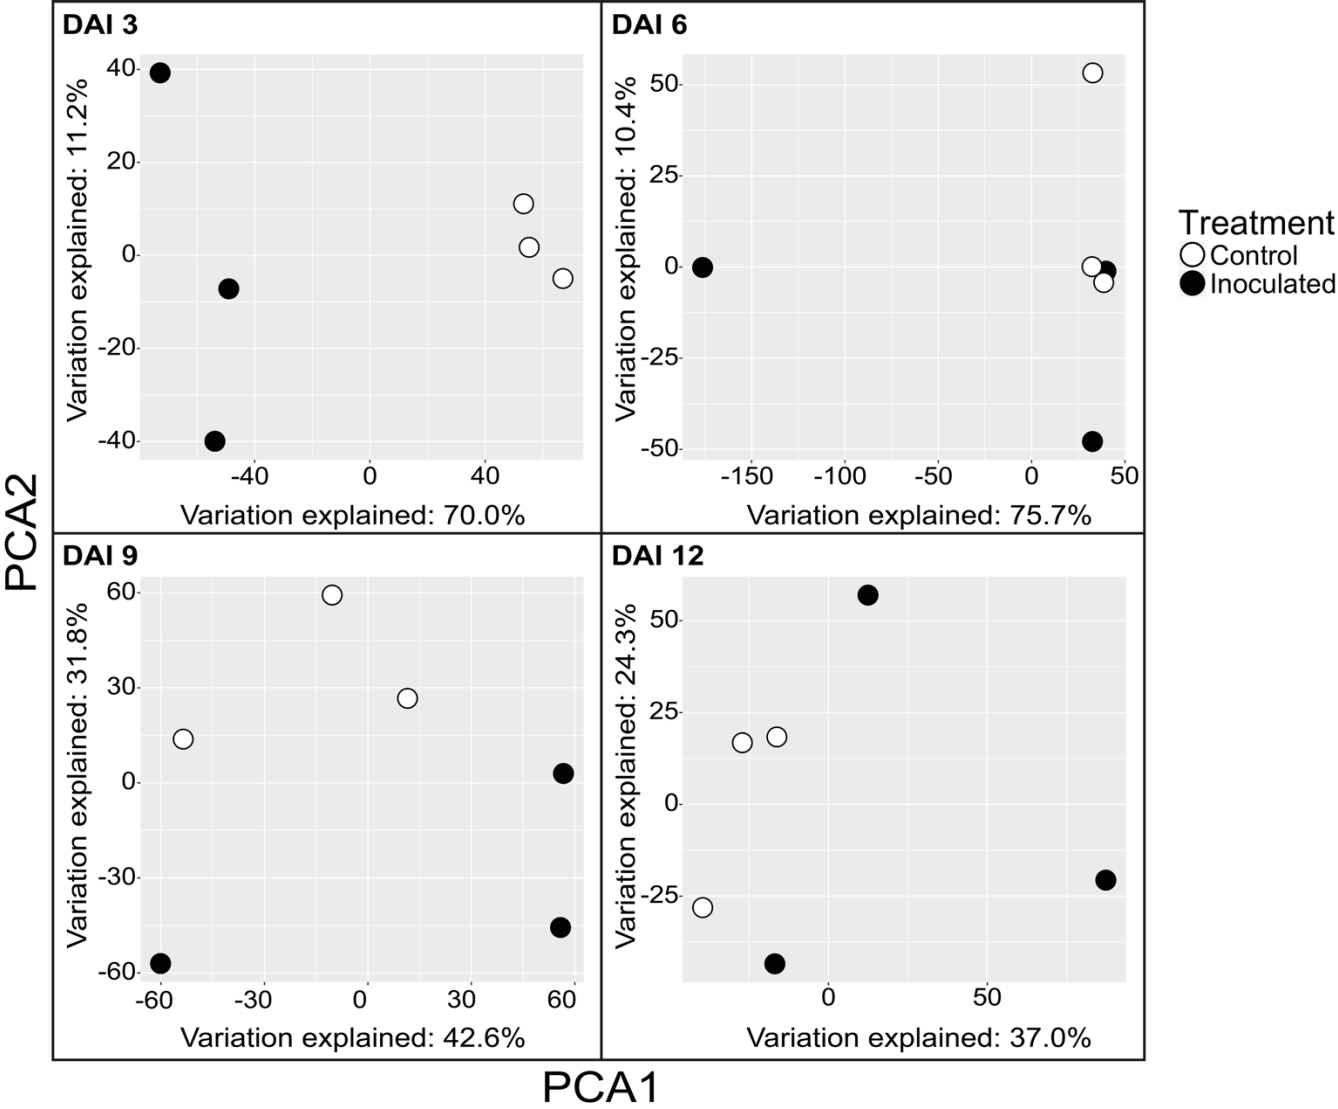 DAI 3
40
20
0
-20
-40
Variation explained: 11.2%
-40 0 40
Variation explained: 70.0%
DAI 6
50
25
0
-25
-50
Variation explained: 10.4%
-150 -100 -50 0 50
Variation explained: 75.7%
Treatment
Control
Inoculated
PCA2
DAI 9
60
30
0
-30
-60
Variation explained: 31.8%
-60 -30 0 30 60
Variation explained: 42.6%
DAI 12
50
25
0
-25
Variation explained: 24.3%
0 50
Variation explained: 37.0%
PCA1